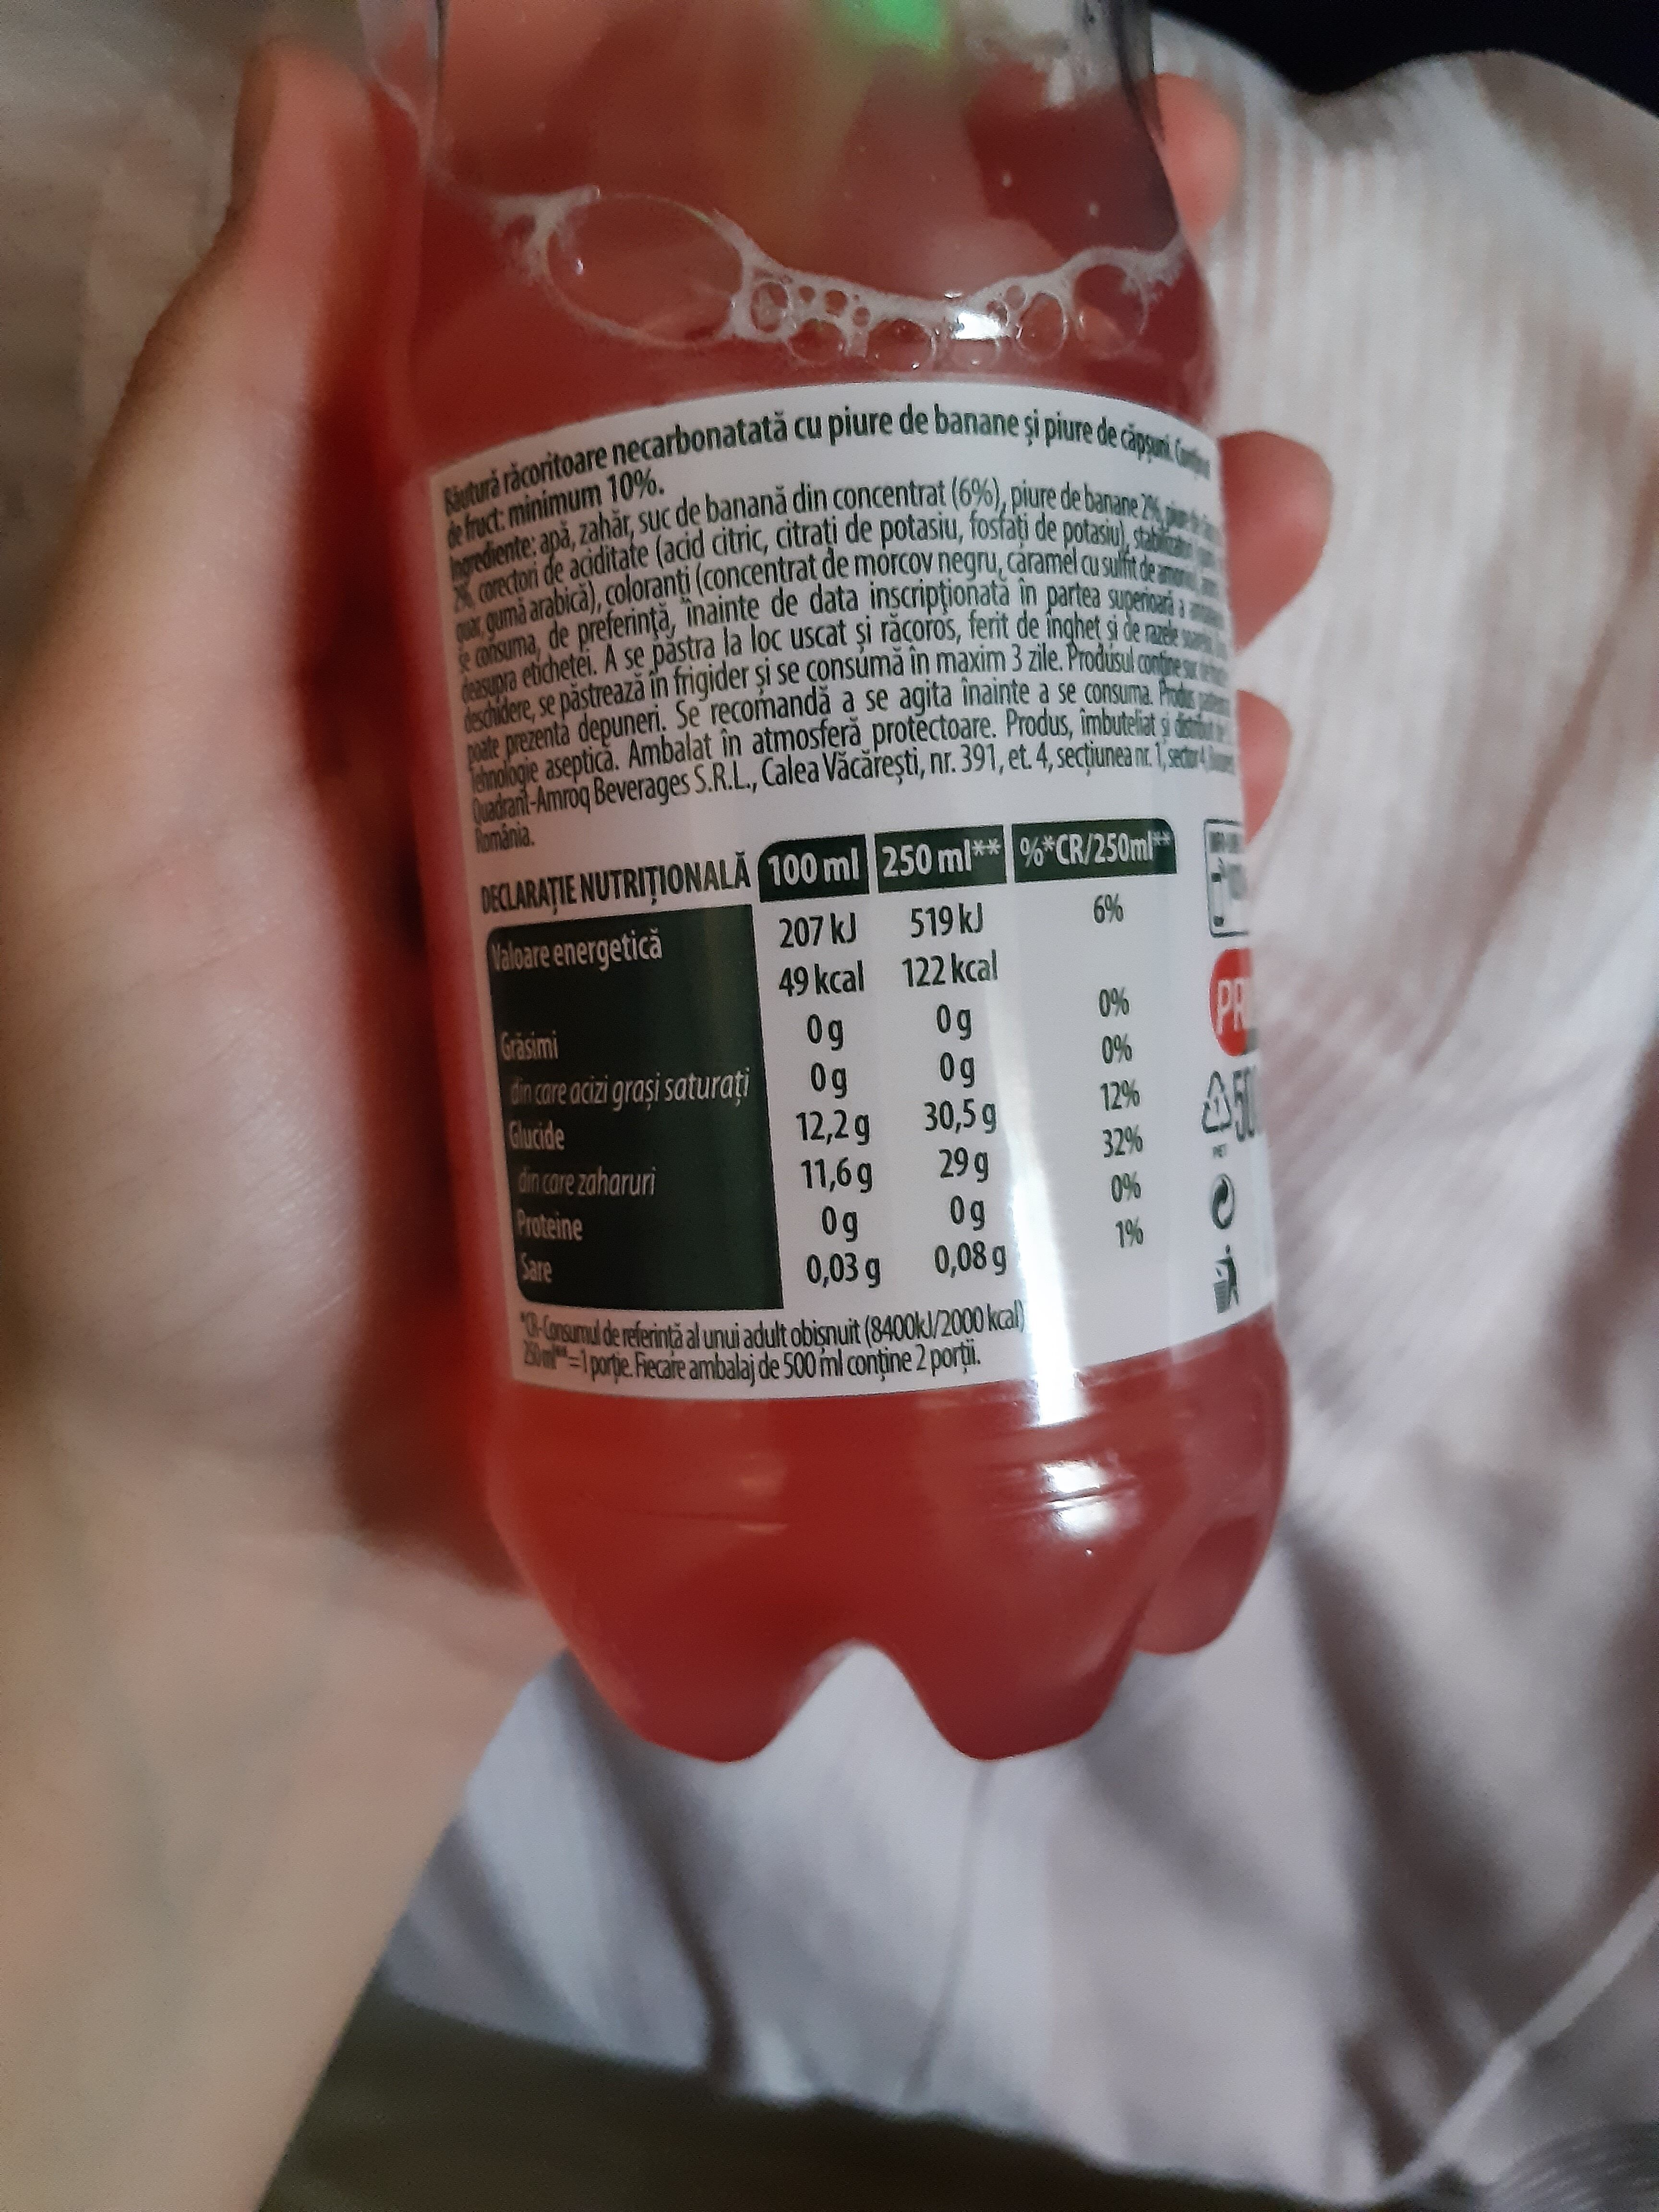 Băutură răcoritoare necarbonatată cu piure de banane și piure de căpșuni. Conține
de fruct: minimum 10%.
Ingrediente: apă, zahăr, suc de banană din concentrat (6%), piure de banane 2%, piure de
2%, corectori de aciditate (acid citric, citrați de potasiu, fosfați de potasiu), stabilizatori
guar, gumă arabică), coloranți (concentrat de morcov negru, caramel cu sulfit de amoniu),
se consuma, de preferință, înainte de data inscripționată în partea superioară a
deasupra etichetei. A se păstra la loc uscat și răcoros, ferit de îngheț și de razele
deschidere, se păstrează în frigider și se consumă în maxim 3 zile. Produsul conține
poate prezenta depuneri. Se recomandă a se agita înainte a se consuma. Produs
Tehnologie aseptică. Ambalat în atmosferă protectoare. Produs, îmbuteliat și distribuit
Quadrant-Amroq Beverages S.R.L., Calea Văcărești, nr. 391, et. 4, secțiunea nr. 1, sector 4,
România.
DECLARAȚIE NUTRIȚIONALĂ 100 ml 250 ml** %*CR/250ml**
Valoare energetică 207 kJ 519 kJ 6%
49 kcal 122 kcal
Grăsimi 0 g 0 g 0%
din care acizi grași saturați 0 g 0 g 0%
Glucide 12,2 g 30,5 g 12%
din care zaharuri 11,6 g 29 g 32%
Proteine 0 g 0 g 0%
Sare 0,03 g 0,08 g 1%
*CR-Consumul de referință al unui adult obișnuit (8400kJ/2000 kcal)
250 ml**=1 porție. Fiecare ambalaj de 500 ml conține 2 porții.
PET